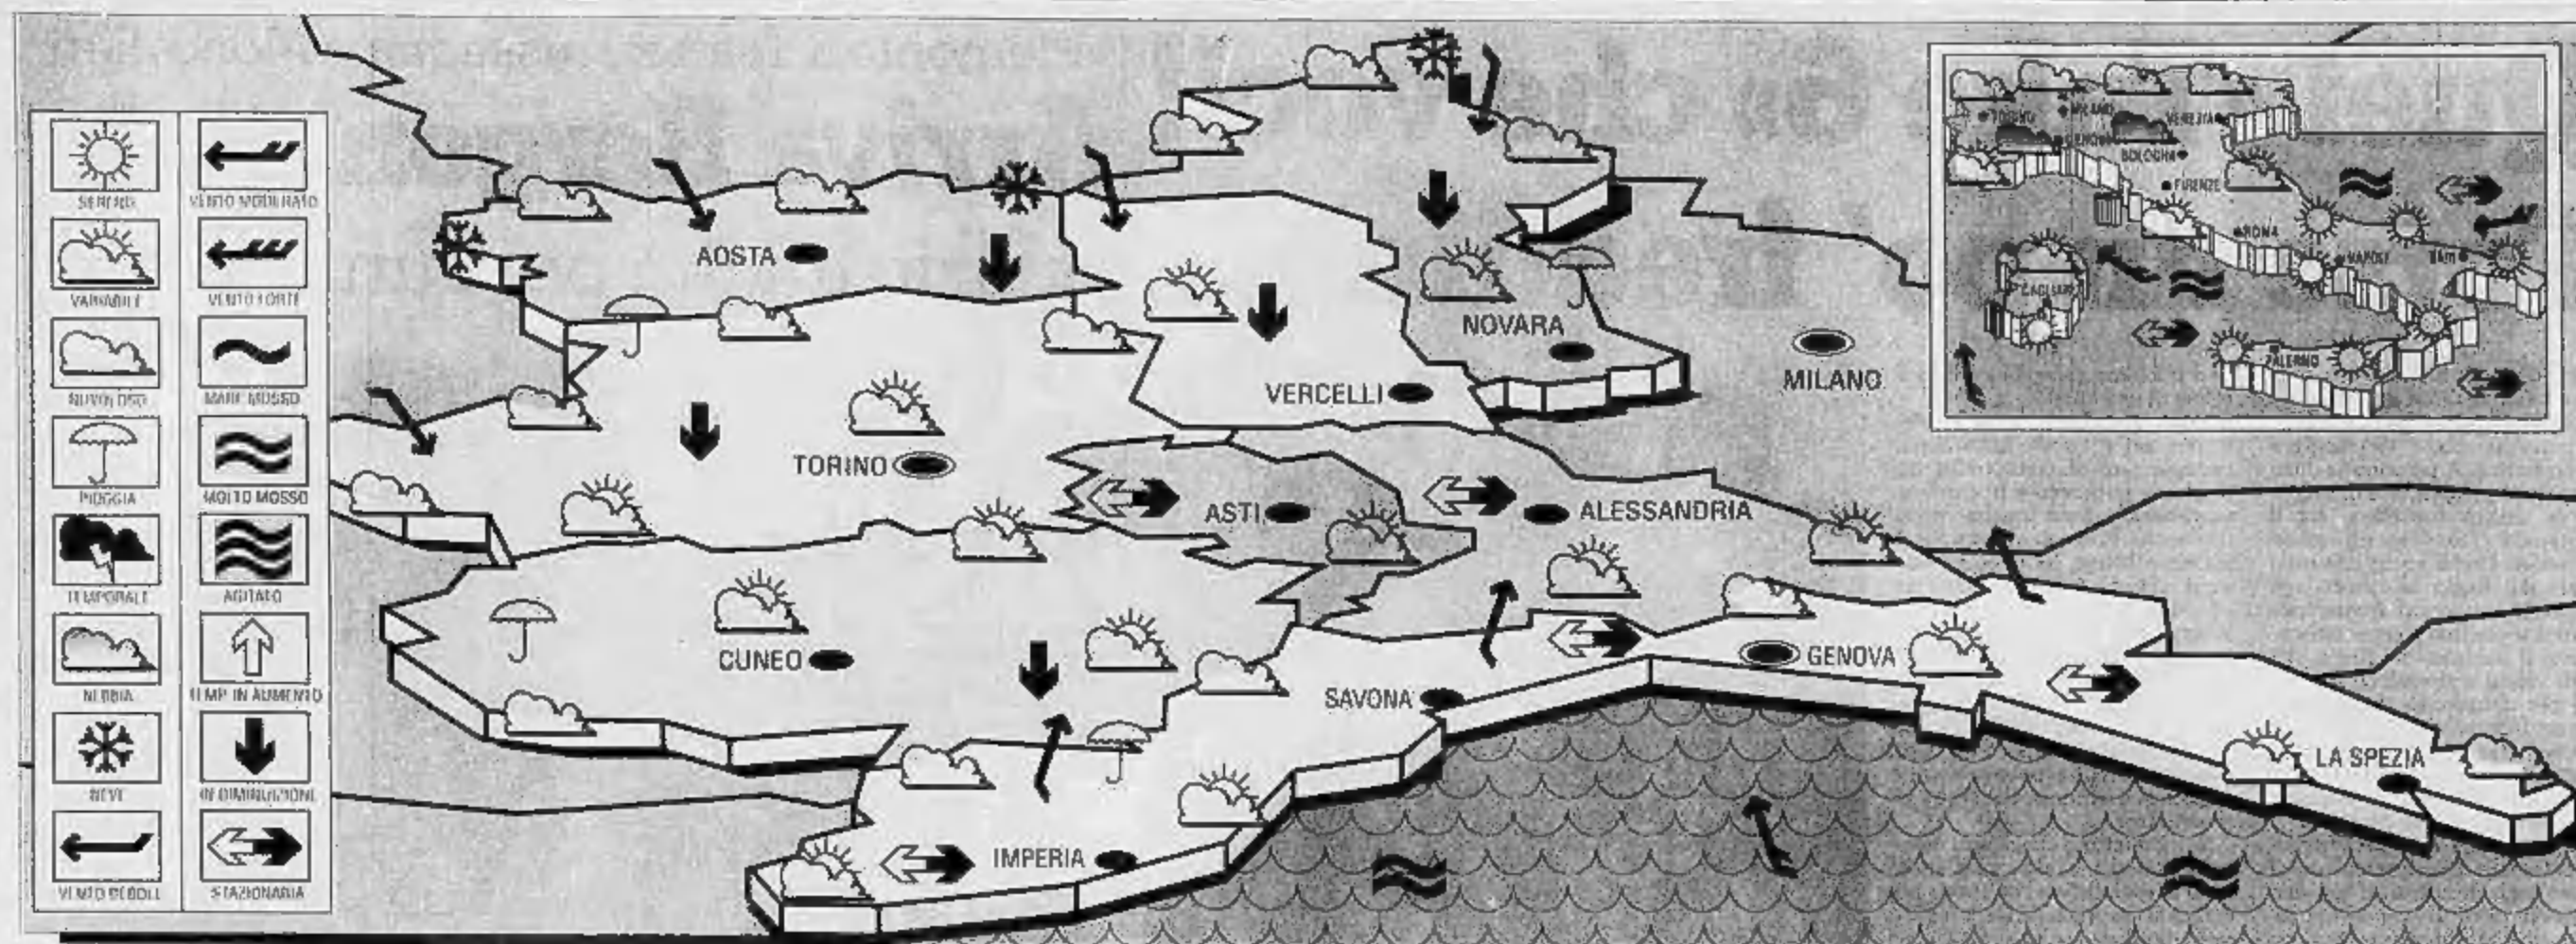 SERENO
VARIABILE
NUVOLOSO
PIOGGIA
TEMPORALE
NEBBIA
NEVE
VENTO DEBOLE
VENTO MODERATO
VENTO FORTE
MARE MOSSO
MOLTO MOSSO
AGITATO
TEMP. IN AUMENTO
IN DIMINUZIONE
STAZIONARIA
AOSTA
NOVARA
VERCELLI
MILANO
TORINO
ASTI
ALESSANDRIA
CUNEO
GENOVA
SAVONA
LA SPEZIA
IMPERIA
TORINO
MILANO
VENEZIA
GENOVA
BOLOGNA
FIRENZE
ROMA
NAPOLI
BARI
CAGLIARI
PALERMO